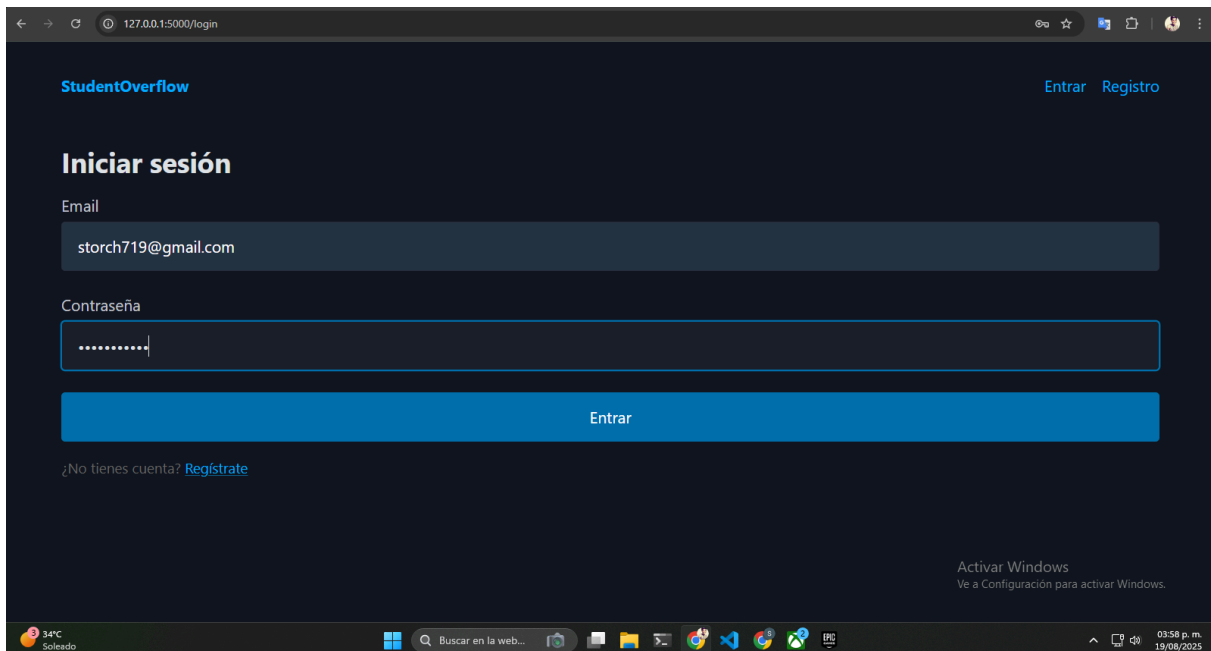 127.0.0.1:5000/login
StudentOverflow
Entrar Registro
Iniciar sesión
Email
storch719@gmail.com
Contraseña
•••••••••••
Entrar
¿No tienes cuenta? Regístrate
Activar Windows
Ve a Configuración para activar Windows.
3 34°C
Soleado
Buscar en la web...
EPIC
03:58 p. m.
19/08/2025